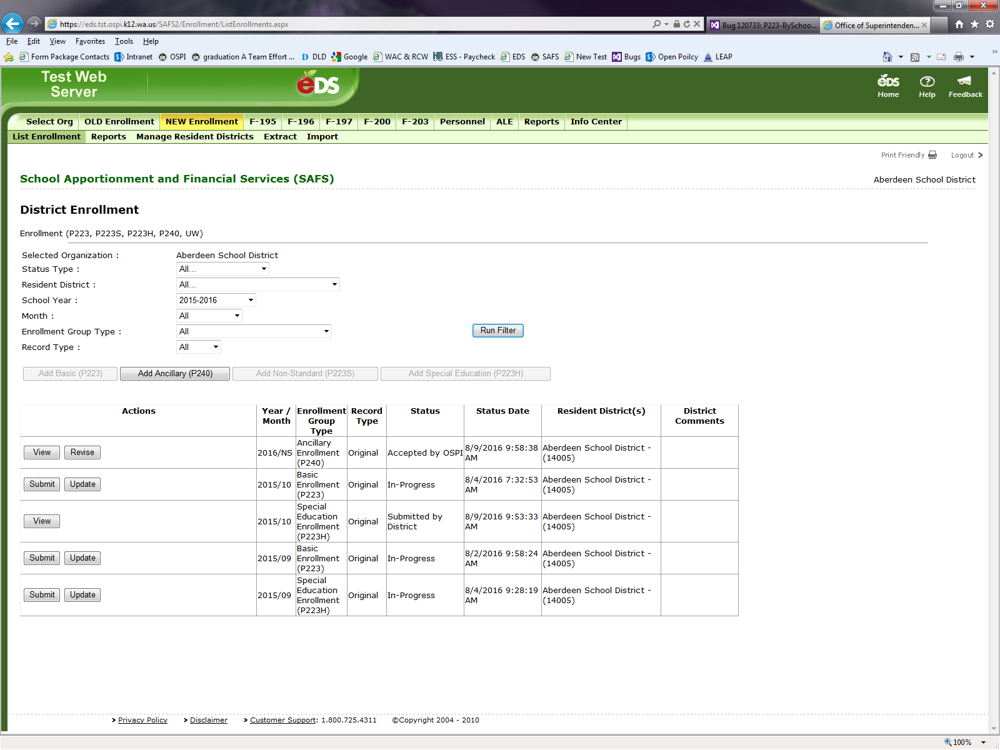 https://eds.tst.ospi.k12.wa.us/SAFS2/Enrollment/ListEnrollments.aspx
Bug 120733: P223-BySchoo...
Office of Superintenden...
File Edit View Favorites Tools Help
Form Package Contacts Intranet OSPI graduation A Team Effort ... DLD Google WAC & RCW ESS - Paycheck EDS SAFS New Test Bugs Open Poilcy LEAP
Test Web
Server
eDS
eDS
Home Help Feedback
Select Org OLD Enrollment NEW Enrollment F-195 F-196 F-197 F-200 F-203 Personnel ALE Reports Info Center
List Enrollment Reports Manage Resident Districts Extract Import
Print Friendly Logout
School Apportionment and Financial Services (SAFS)
Aberdeen School District
District Enrollment
Enrollment (P223, P223S, P223H, P240, UW)
Selected Organization : Aberdeen School District
Status Type : All...
Resident District : All...
School Year : 2015-2016
Month : All
Enrollment Group Type : All
Run Filter
Record Type : All
Add Basic (P223) Add Ancillary (P240) Add Non-Standard (P223S) Add Special Education (P223H)
Actions Year / Month Enrollment Group Type Record Type Status Status Date Resident District(s) District Comments
View Revise 2016/NS Ancillary Enrollment (P240) Original Accepted by OSPI 8/9/2016 9:58:38 AM Aberdeen School District - (14005)
Submit Update 2015/10 Basic Enrollment (P223) Original In-Progress 8/4/2016 7:32:53 AM Aberdeen School District - (14005)
View 2015/10 Special Education Enrollment (P223H) Original Submitted by District 8/9/2016 9:53:33 AM Aberdeen School District - (14005)
Submit Update 2015/09 Basic Enrollment (P223) Original In-Progress 8/2/2016 9:58:24 AM Aberdeen School District - (14005)
Submit Update 2015/09 Special Education Enrollment (P223H) Original In-Progress 8/4/2016 9:28:19 AM Aberdeen School District - (14005)
Privacy Policy Disclaimer Customer Support: 1.800.725.4311 ©Copyright 2004 - 2010
100%